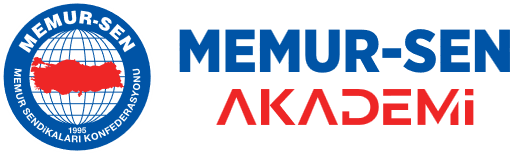 MEMUR-SEN
1995
MEMUR SENDİKALARI KONFEDERASYONU
MEMUR-SEN
AKADEMİ